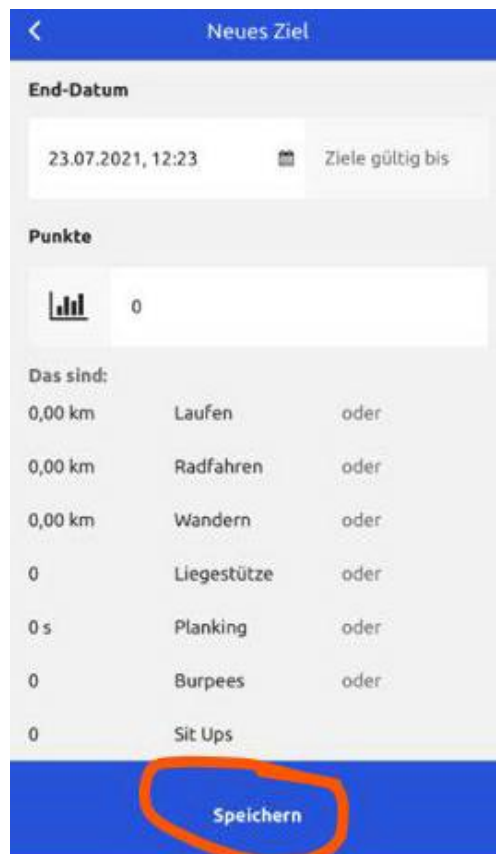 Neues Ziel
End-Datum
23.07.2021, 12:23 Ziele gültig bis
Punkte
0
Das sind:
0,00 km Laufen oder
0,00 km Radfahren oder
0,00 km Wandern oder
0 Liegestütze oder
0 s Planking oder
0 Burpees oder
0 Sit Ups
Speichern